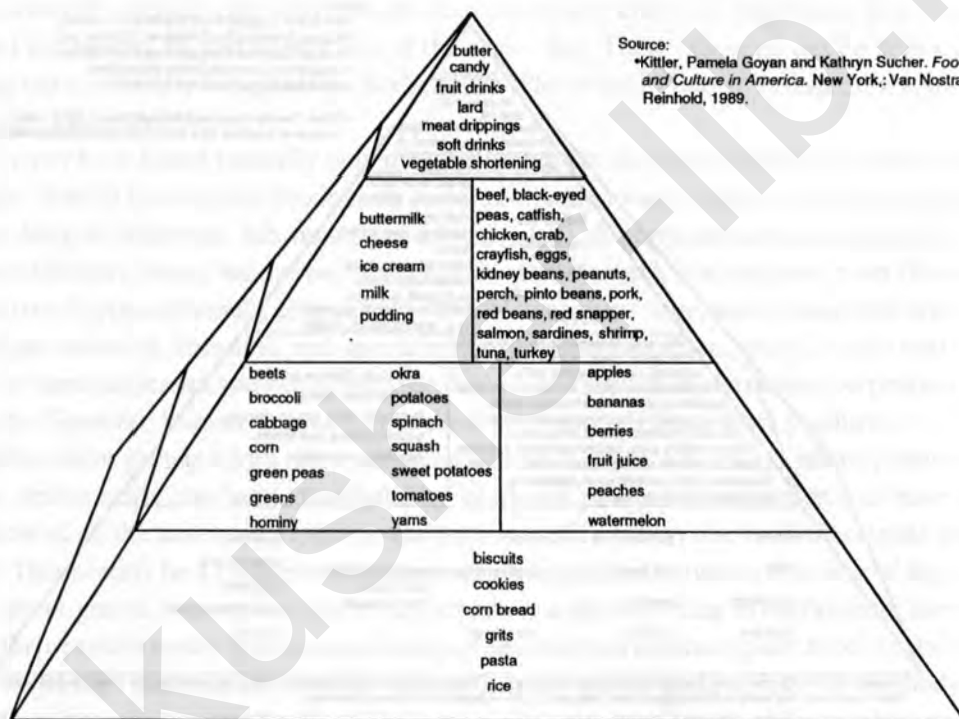 butter
candy
fruit drinks
lard
meat drippings
soft drinks
vegetable shortening
Source:
*Kittler, Pamela Goyan and Kathryn Sucher. Foo
and Culture in America. New York,; Van Nostra
Reinhold, 1989.
buttermilk
cheese
ice cream
milk
pudding
beef, black-eyed
peas, catfish,
chicken, crab,
crayfish, eggs,
kidney beans, peanuts,
perch, pinto beans, pork,
red beans, red snapper,
salmon, sardines, shrimp,
tuna, turkey
beets
broccoli
cabbage
corn
green peas
greens
hominy
okra
potatoes
spinach
squash
sweet potatoes
tomatoes
yams
apples
bananas
berries
fruit juice
peaches
watermelon
biscuits
cookies
corn bread
grits
pasta
rice